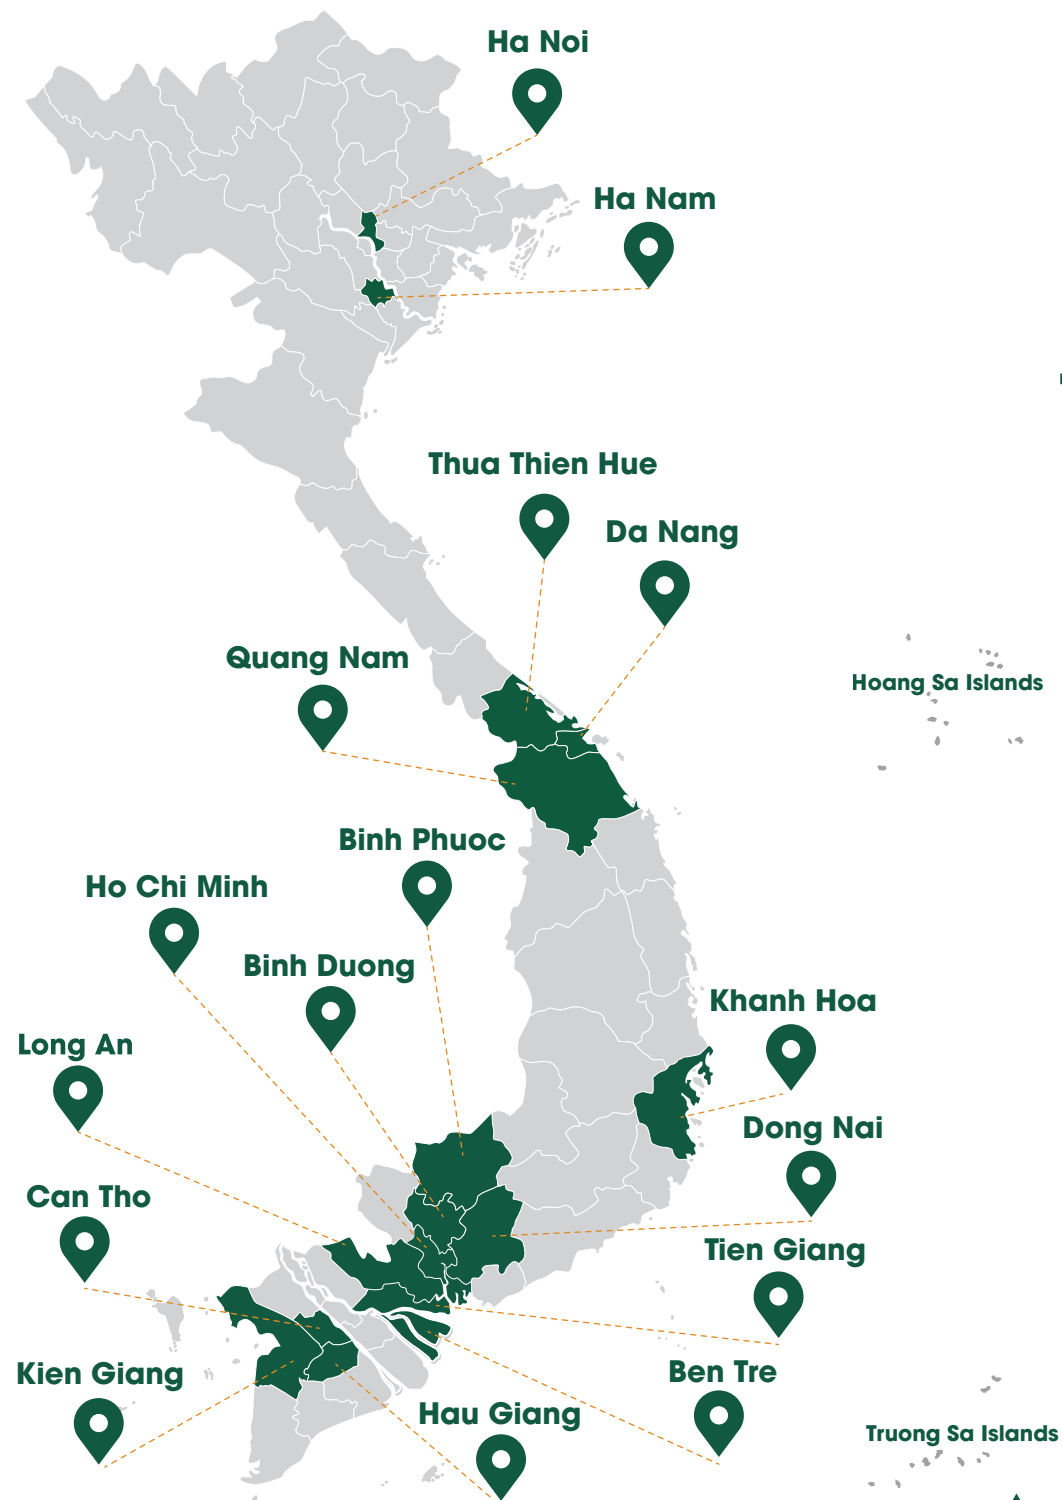 Ha Noi
Ha Nam
Thua Thien Hue
Da Nang
Quang Nam
Hoang Sa Islands
Binh Phuoc
Ho Chi Minh
Binh Duong
Khanh Hoa
Long An
Dong Nai
Can Tho
Tien Giang
Ben Tre
Kien Giang
Hau Giang
Truong Sa Islands